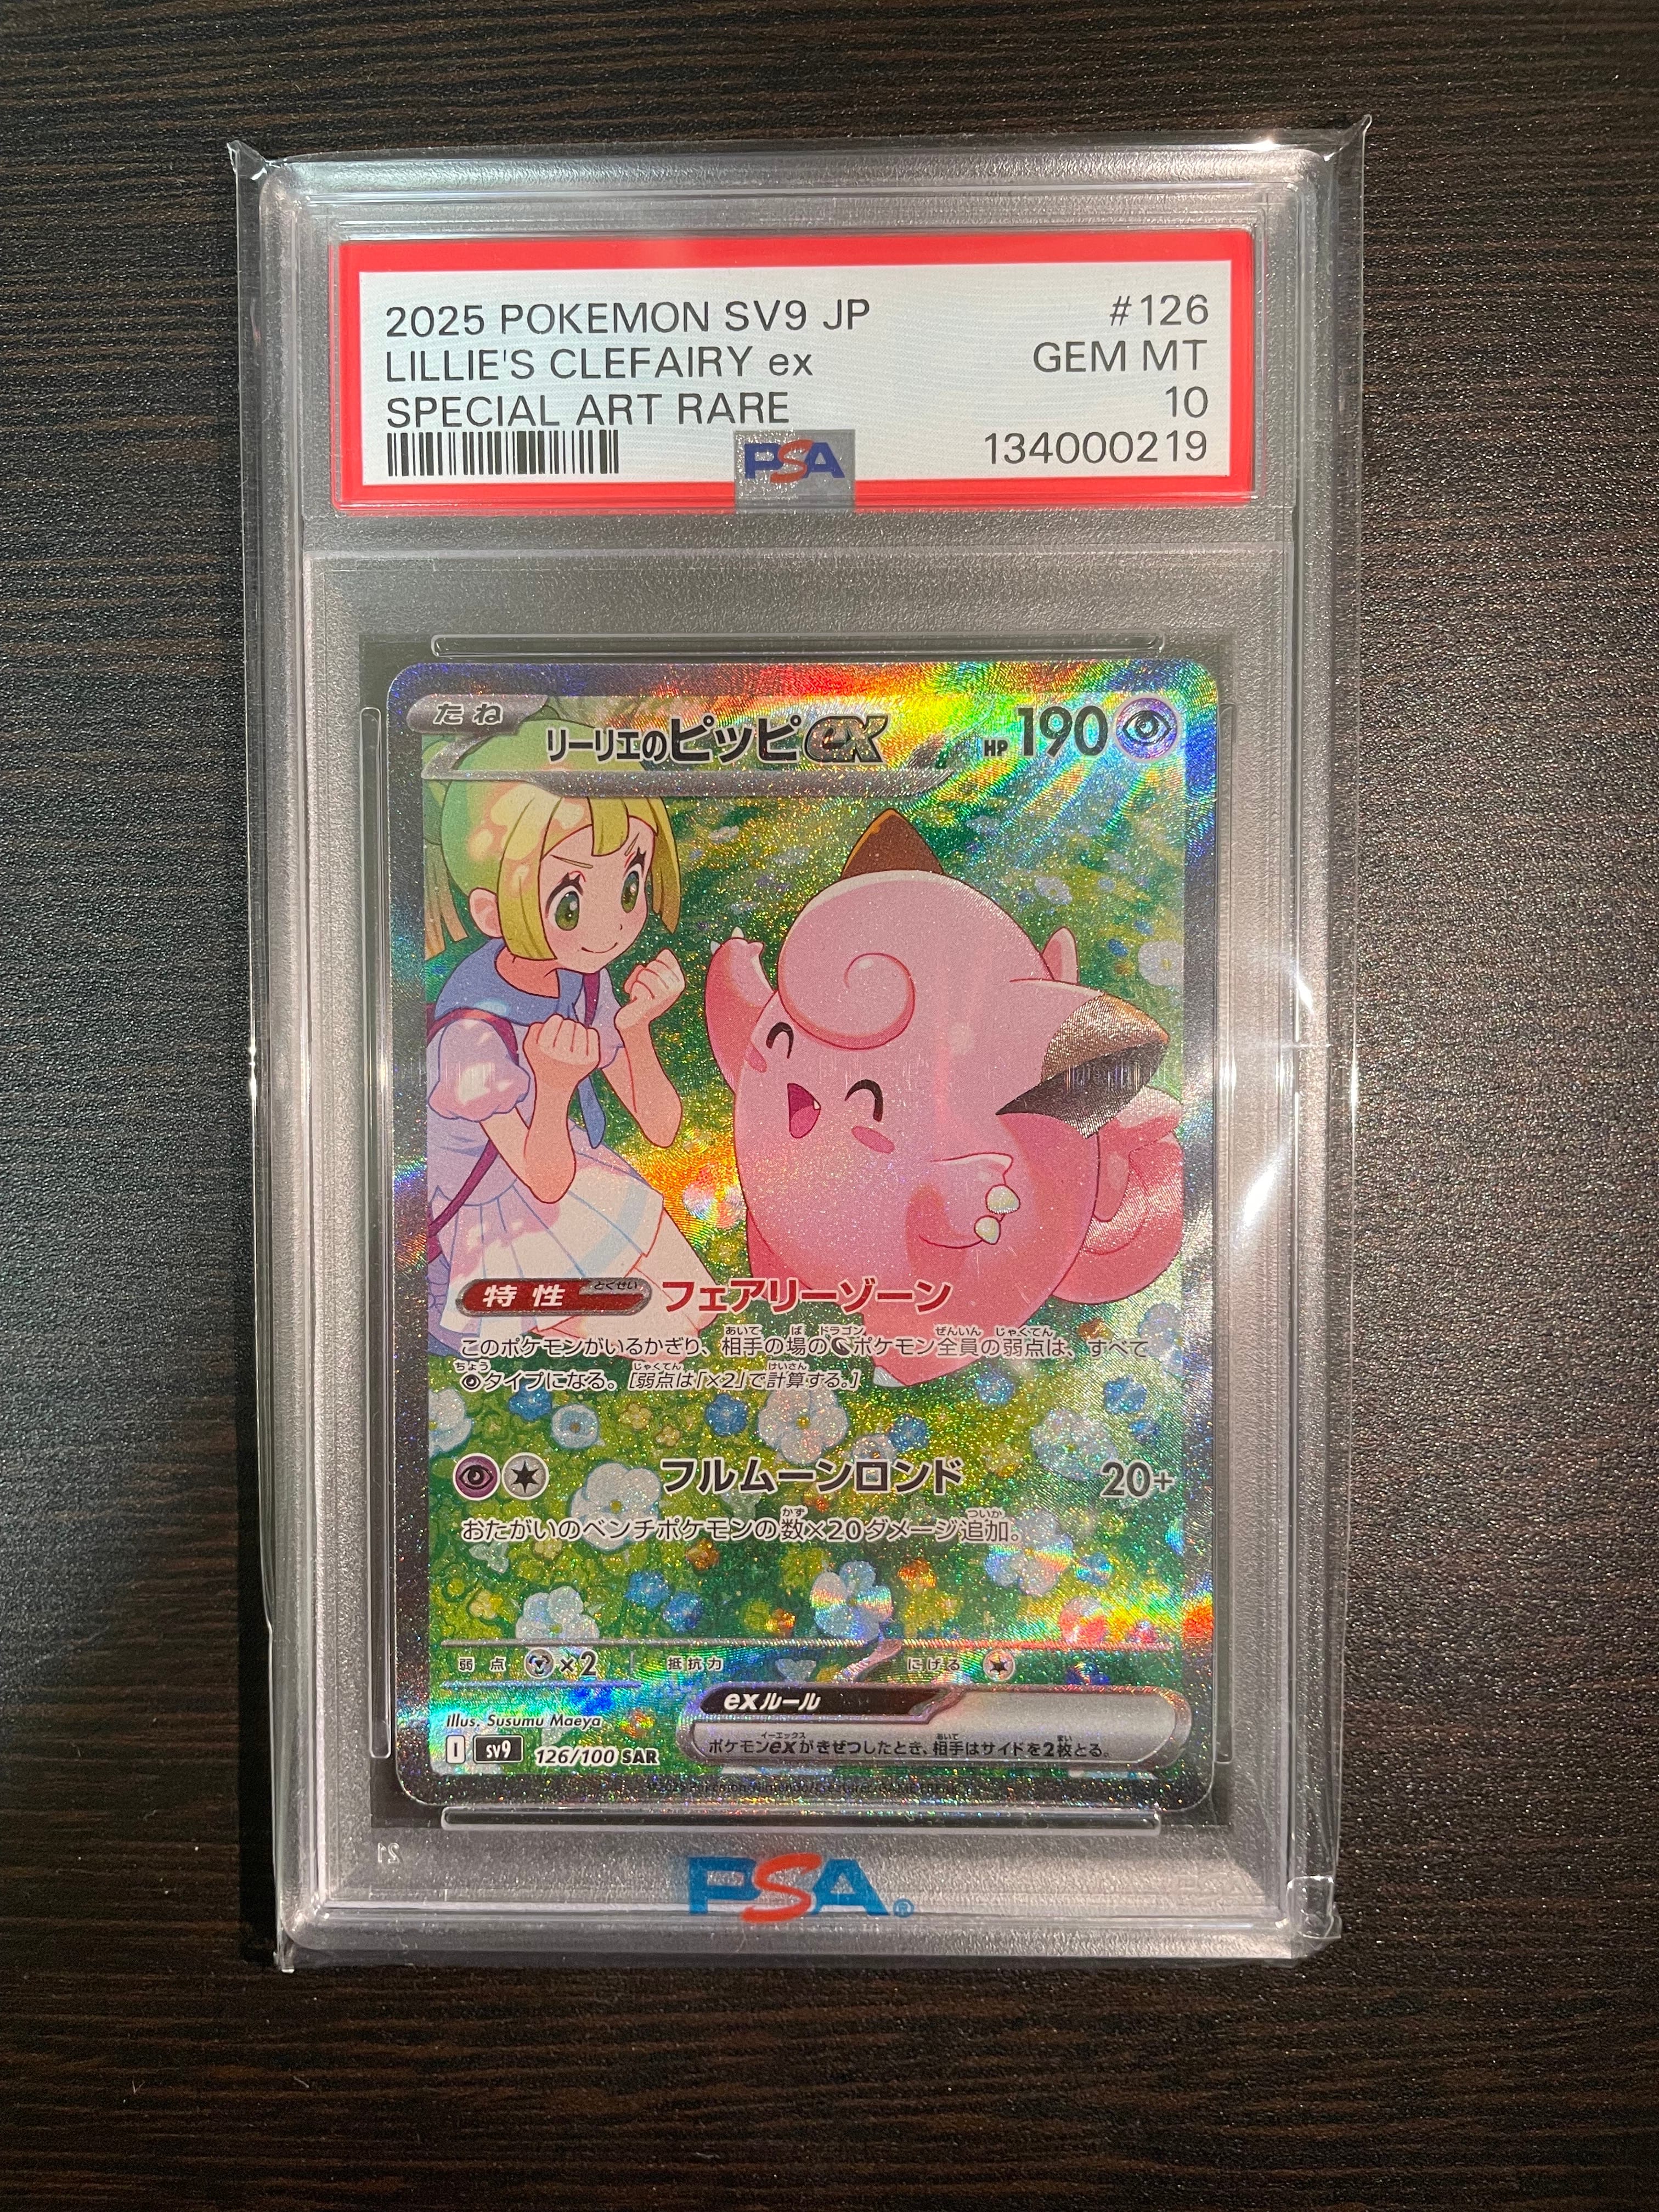 2025 POKEMON SV9 JP #126
LILLIE'S CLEFAIRY ex GEM MT
SPECIAL ART RARE 10
PSA 134000219
たね リーリエのピッピex HP 190
特性 とくせい フェアリーゾーン
このポケモンがいるかぎり、相手の場のポケモン全員の弱点は、すべて
タイプになる。[弱点は「×2」で計算する。]
フルムーンロンド 20+
おたがいのベンチポケモンの数×20ダメージ追加。
弱点 ×2 抵抗力 にげる
exルール
ポケモンexがきぜつしたとき、相手はサイドを2枚とる。
Illus. Susumu Maeya
I sv9 126/100 SAR
PSA®